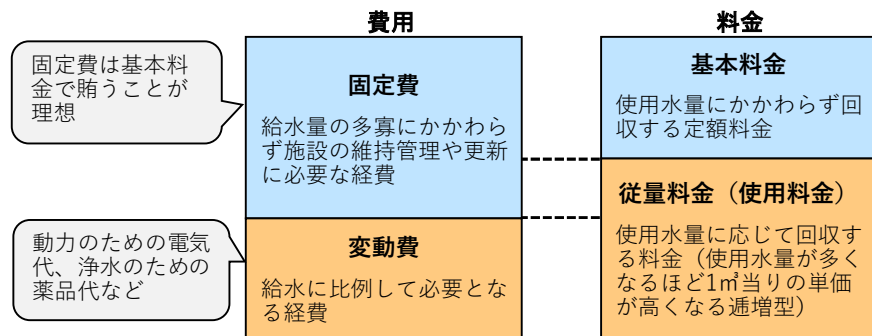 費用
料金
固定費は基本料
金で賄うことが
理想
固定費
給水量の多寡にかかわら
ず施設の維持管理や更新
に必要な経費
基本料金
使用水量にかかわらず回
収する定額料金
動力のための電気
代、浄水のための
薬品代など
変動費
給水に比例して必要とな
る経費
従量料金（使用料金）
使用水量に応じて回収す
る料金（使用水量が多く
なるほど1㎥当りの単価
が高くなる逓増型）